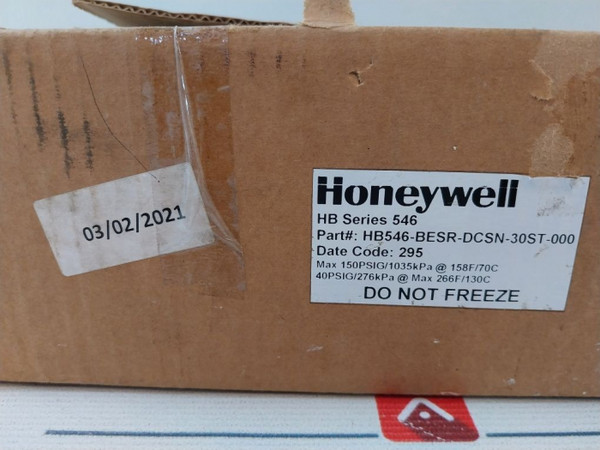 03/02/2021
Honeywell
HB Series 546
Part#: HB546-BESR-DCSN-30ST-000
Date Code: 295
Max 150PSIG/1035kPa @ 158F/70C
40PSIG/276kPa @ Max 266F/130C
DO NOT FREEZE